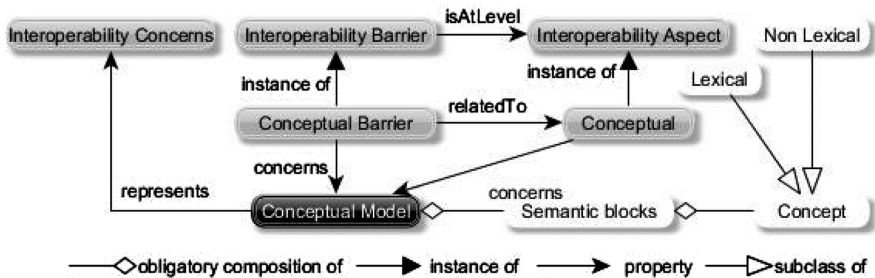 Interoperability Concerns
Interoperability Barrier
isAtLevel
Interoperability Aspect
Non Lexical
instance of
instance of
Lexical
Conceptual Barrier
relatedTo
Conceptual
concerns
represents
Conceptual Model
concerns
Semantic blocks
Concept
obligatory composition of
instance of
property
subclass of